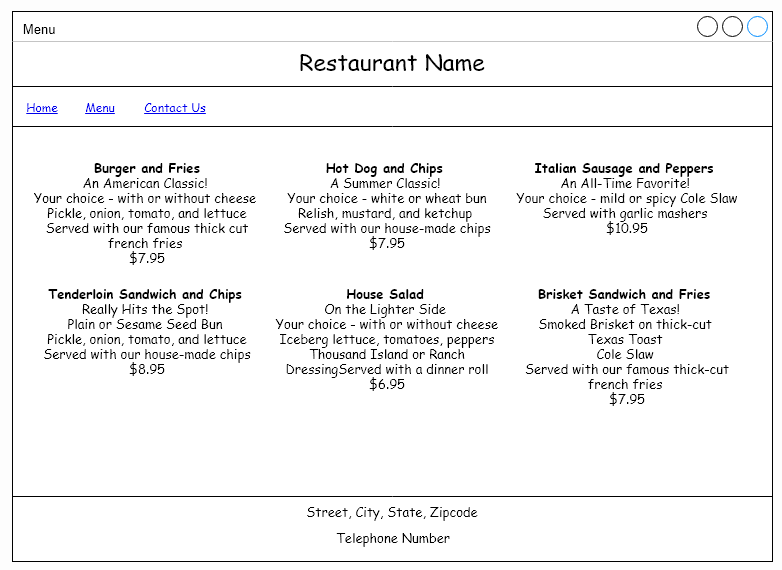 Menu
Restaurant Name
Home Menu Contact Us
Burger and Fries
An American Classic!
Your choice - with or without cheese
Pickle, onion, tomato, and lettuce
Served with our famous thick cut
french fries
$7.95
Hot Dog and Chips
A Summer Classic!
Your choice - white or wheat bun
Relish, mustard, and ketchup
Served with our house-made chips
$7.95
Italian Sausage and Peppers
An All-Time Favorite!
Your choice - mild or spicy Cole Slaw
Served with garlic mashers
$10.95
Tenderloin Sandwich and Chips
Really Hits the Spot!
Plain or Sesame Seed Bun
Pickle, onion, tomato, and lettuce
Served with our house-made chips
$8.95
House Salad
On the Lighter Side
Your choice - with or without cheese
Iceberg lettuce, tomatoes, peppers
Thousand Island or Ranch
DressingServed with a dinner roll
$6.95
Brisket Sandwich and Fries
A Taste of Texas!
Smoked Brisket on thick-cut
Texas Toast
Cole Slaw
Served with our famous thick-cut
french fries
$7.95
Street, City, State, Zipcode
Telephone Number